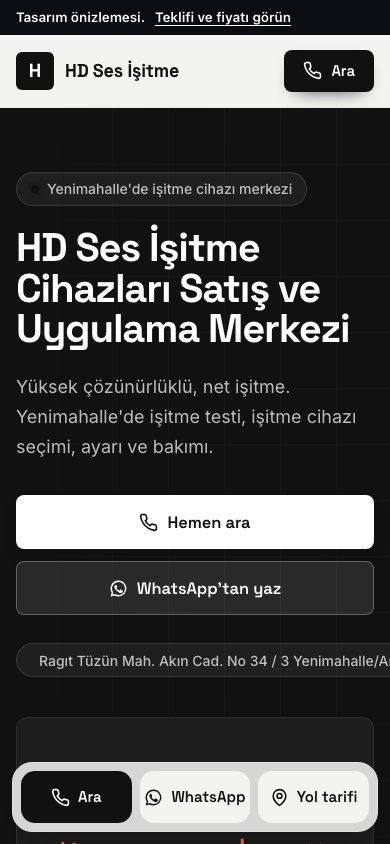 Tasarım önizlemesi. Teklifi ve fiyatı görün
H HD Ses İşitme Ara
Yenimahalle'de işitme cihazı merkezi
HD Ses İşitme
Cihazları Satış ve
Uygulama Merkezi
Yüksek çözünürlüklü, net işitme.
Yenimahalle'de işitme testi, işitme cihazı
seçimi, ayarı ve bakımı.
Hemen ara
WhatsApp'tan yaz
Ragıt Tüzün Mah. Akın Cad. No 34 / 3 Yenimahalle/
Ara WhatsApp Yol tarifi